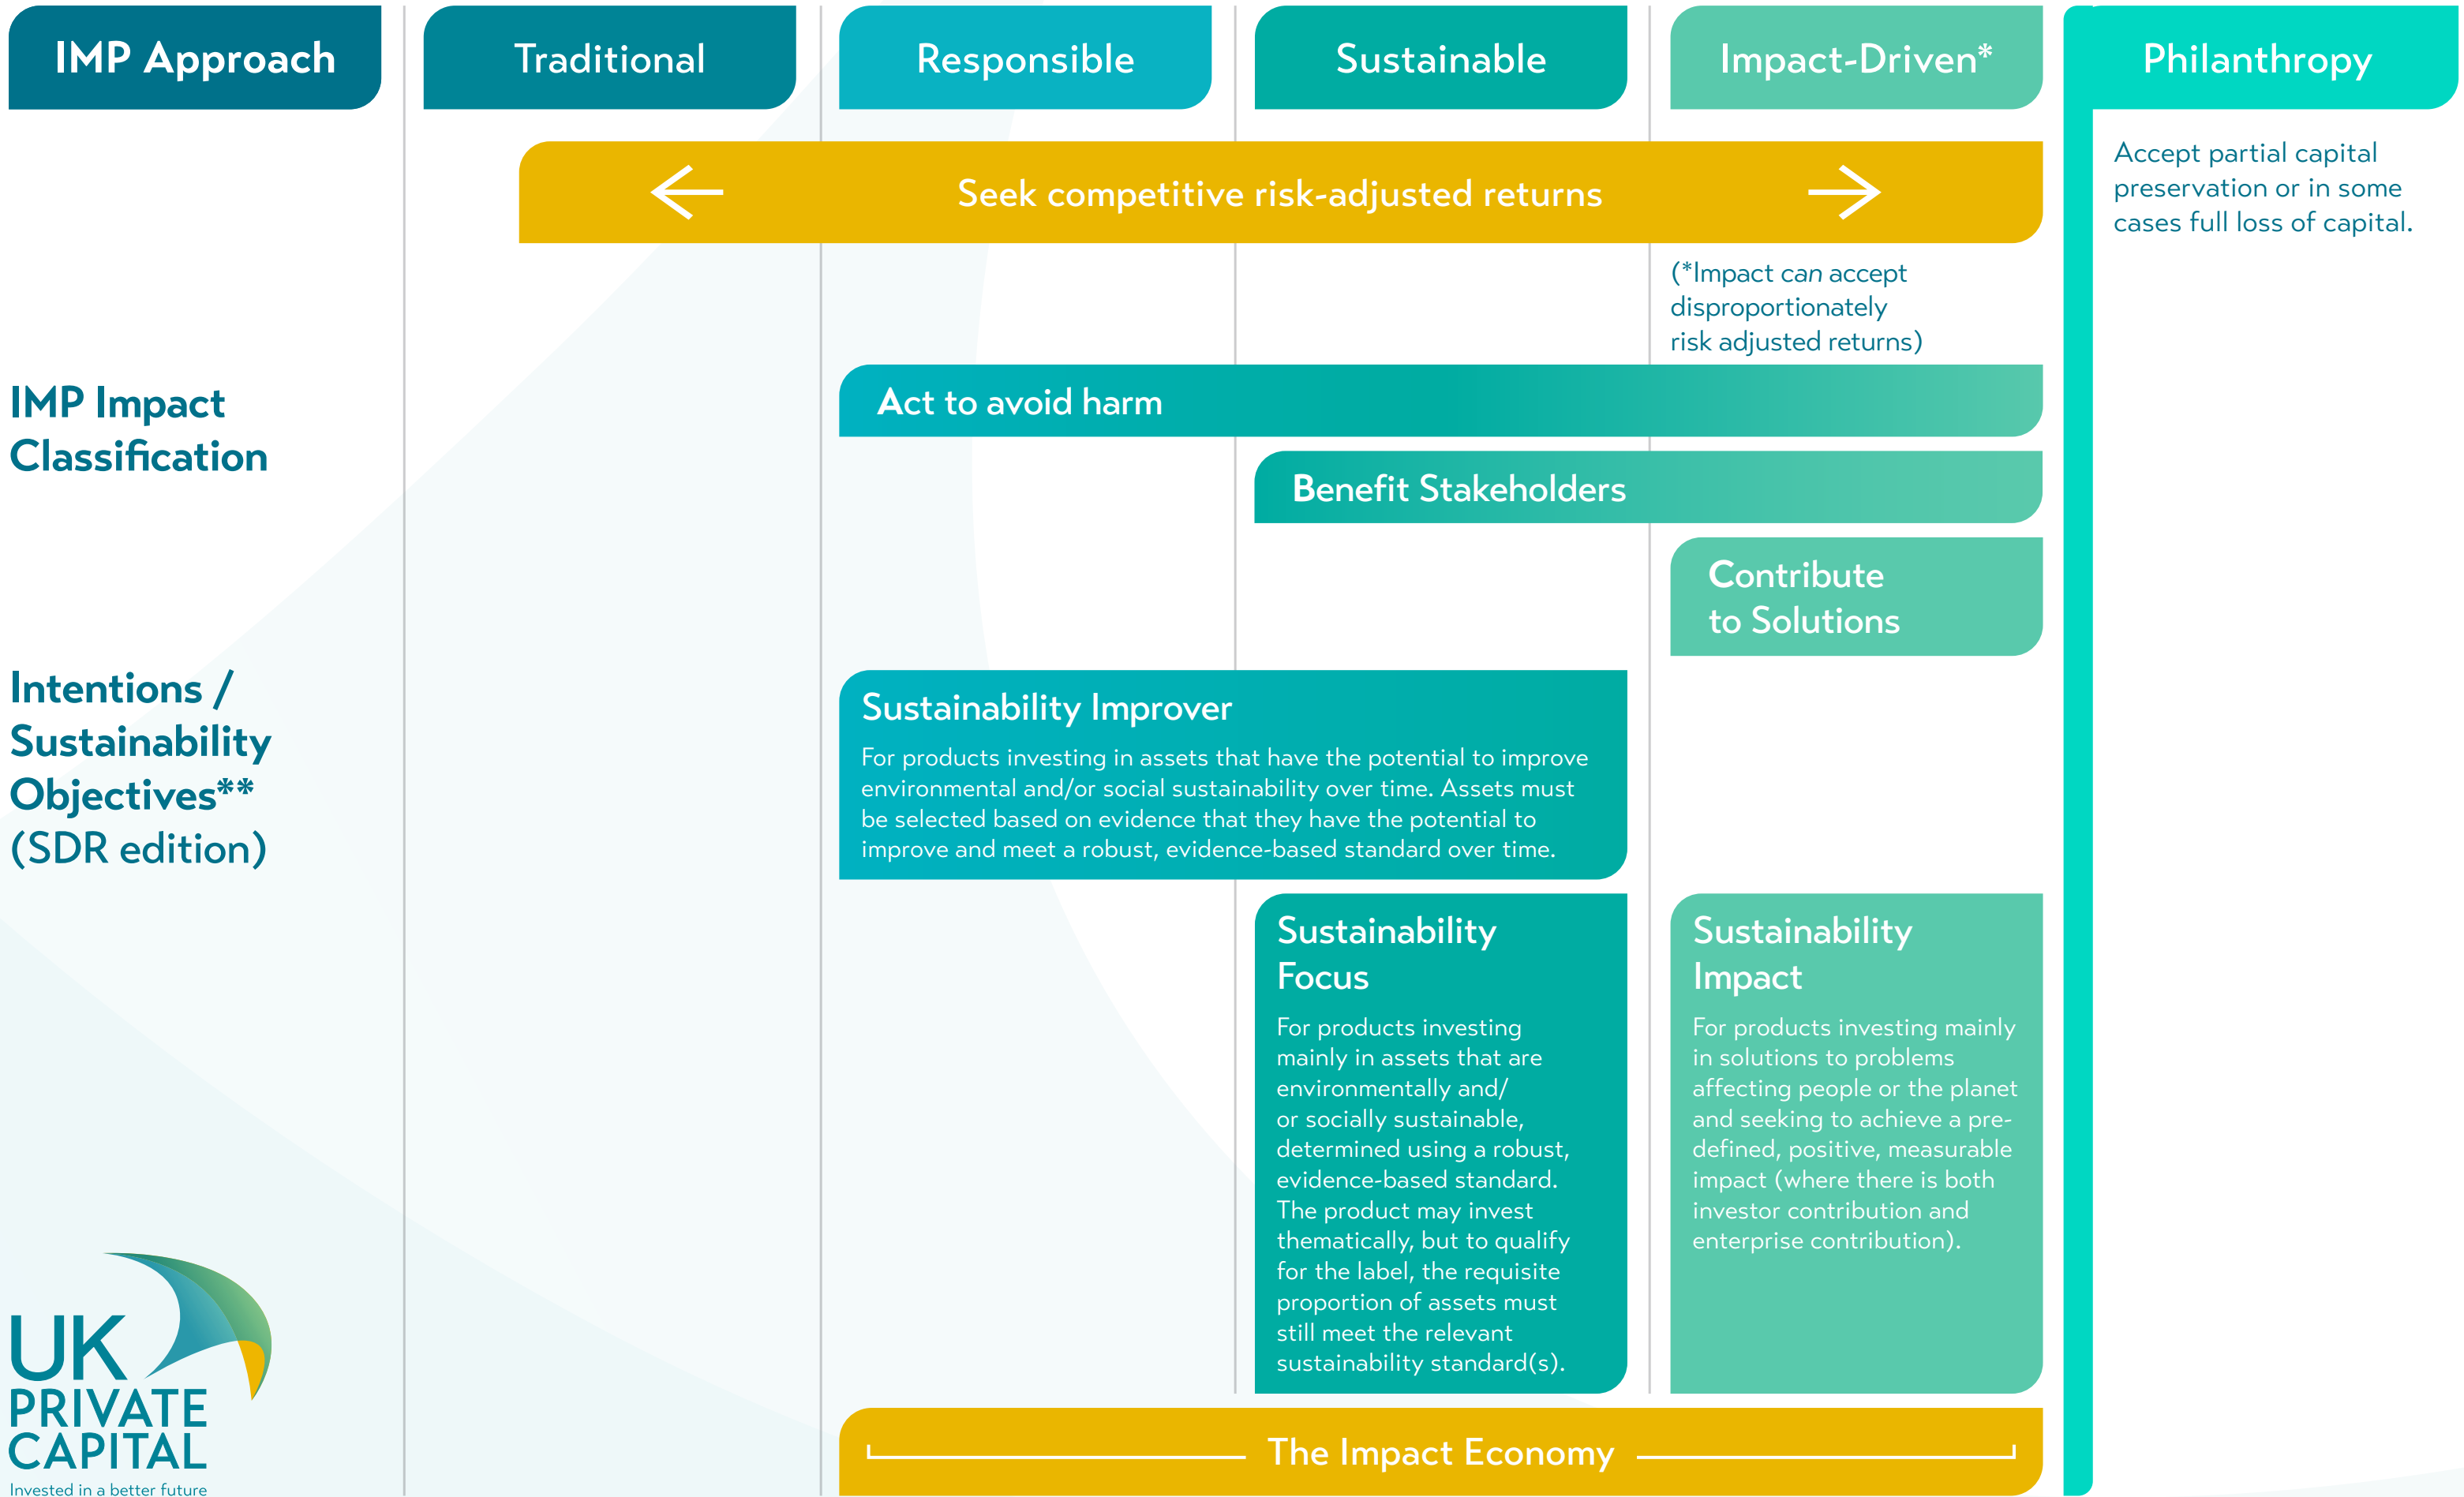 IMP Approach
Traditional
Responsible
Sustainable
Impact-Driven*
Philanthropy
Seek competitive risk-adjusted returns
Accept partial capital
preservation or in some
cases full loss of capital.
(*Impact can accept
disproportionately
risk adjusted returns)
IMP Impact
Classification
Act to avoid harm
Benefit Stakeholders
Contribute
to Solutions
Intentions /
Sustainability
Objectives**
(SDR edition)
Sustainability Improver
For products investing in assets that have the potential to improve
environmental and/or social sustainability over time. Assets must
be selected based on evidence that they have the potential to
improve and meet a robust, evidence-based standard over time.
Sustainability
Focus
For products investing
mainly in assets that are
environmentally and/
or socially sustainable,
determined using a robust,
evidence-based standard.
The product may invest
thematically, but to qualify
for the label, the requisite
proportion of assets must
still meet the relevant
sustainability standard(s).
Sustainability
Impact
For products investing mainly
in solutions to problems
affecting people or the planet
and seeking to achieve a pre-
defined, positive, measurable
impact (where there is both
investor contribution and
enterprise contribution).
The Impact Economy
UK
PRIVATE
CAPITAL
Invested in a better future